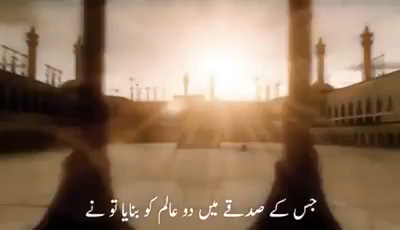 جس کے صدقے میں دو عالم کو بنایا تو نے